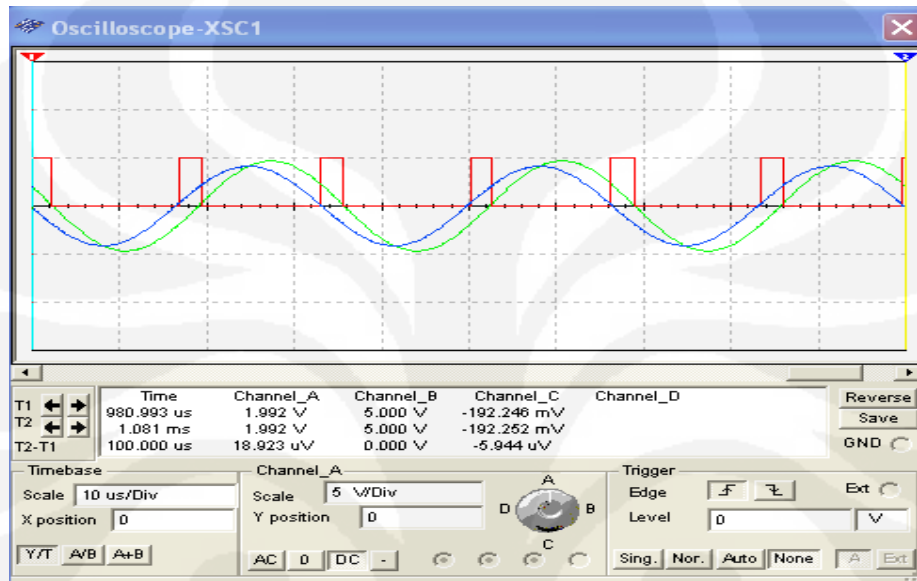 Oscilloscope-XSC1
1 2
Time Channel_A Channel_B Channel_C Channel_D
T1 980.993 us 1.992 V 5.000 V -192.246 mV
T2 1.081 ms 1.992 V 5.000 V -192.252 mV
T2-T1 100.000 us 18.923 uV 0.000 V -5.944 uV
Reverse
Save
GND
Timebase
Scale 10 us/Div
X position 0
Y/T A/B A+B
Channel_A
Scale 5 V/Div
Y position 0
AC 0 DC -
A
D B
C
Trigger
Edge Ext
Level 0 V
Sing. Nor. Auto None A Ext